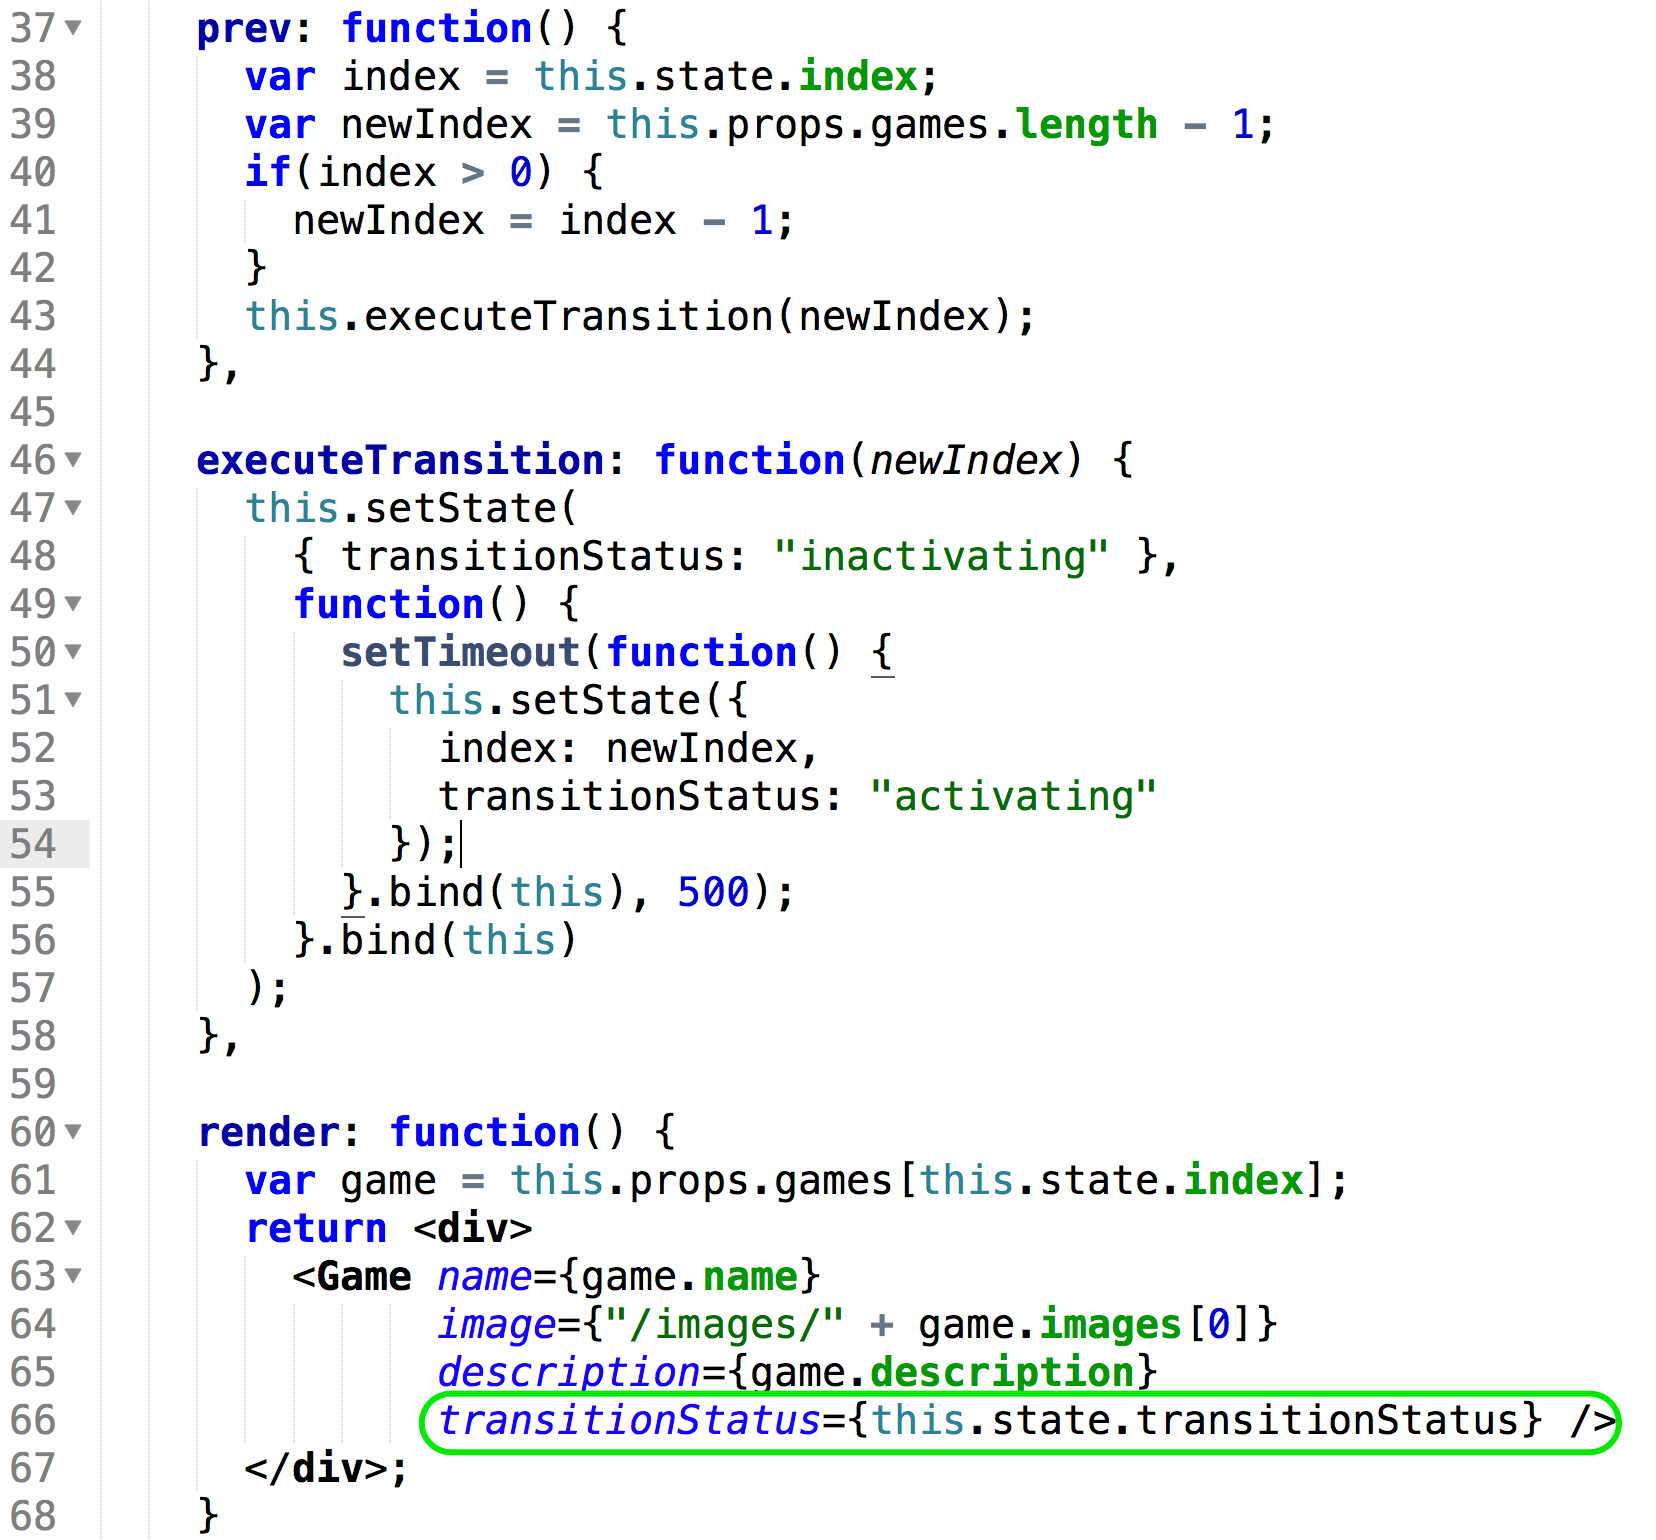 37 prev: function() {
38 var index = this.state.index;
39 var newIndex = this.props.games.length - 1;
40 if(index > 0) {
41 newIndex = index - 1;
42 }
43 this.executeTransition(newIndex);
44 },
45
46 executeTransition: function(newIndex) {
47 this.setState(
48 { transitionStatus: "inactivating" },
49 function() {
50 setTimeout(function() {
51 this.setState({
52 index: newIndex,
53 transitionStatus: "activating"
54 });
55 }.bind(this), 500);
56 }.bind(this)
57 );
58 },
59
60 render: function() {
61 var game = this.props.games[this.state.index];
62 return <div>
63 <Game name={game.name}
64 image={"/images/" + game.images[0]}
65 description={game.description}
66 transitionStatus={this.state.transitionStatus} />
67 </div>;
68 }